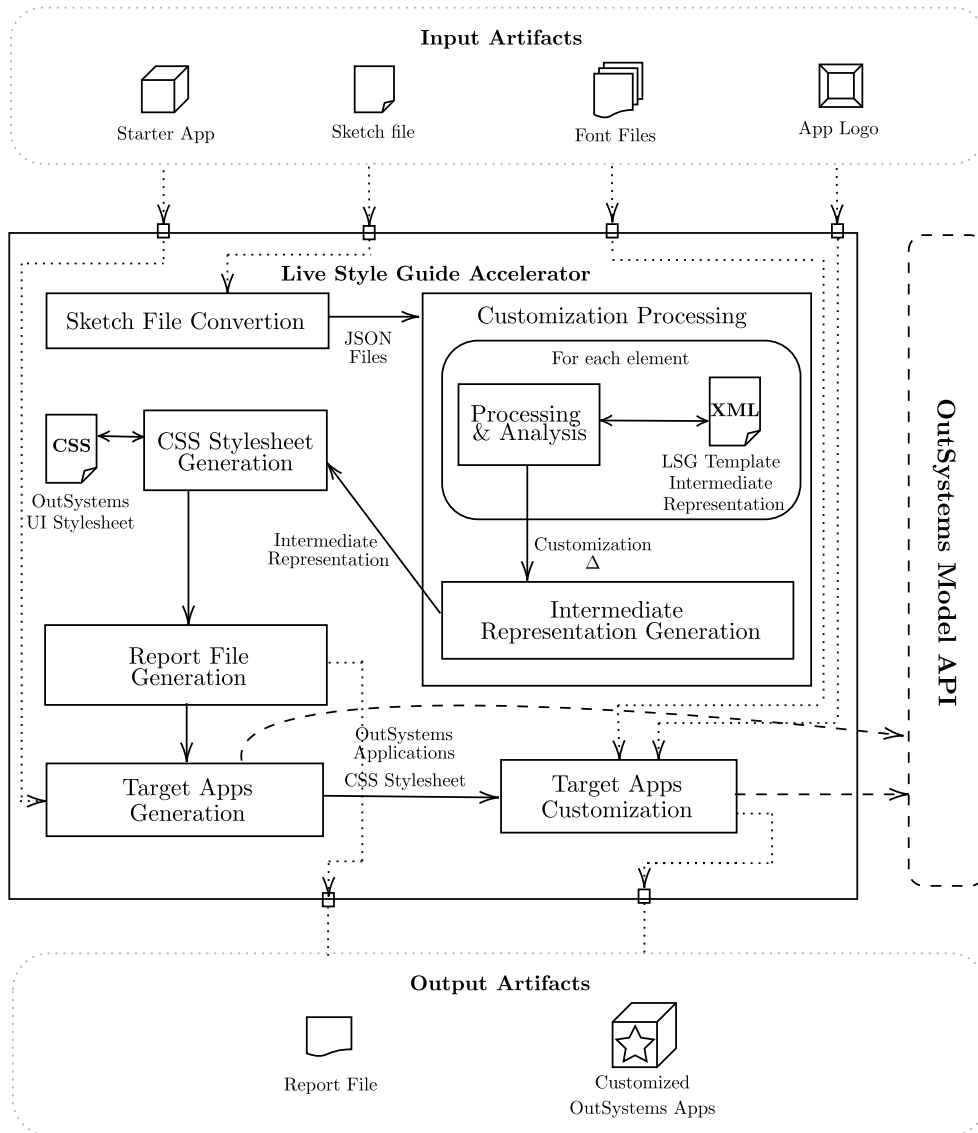 Input Artifacts
Starter App
Sketch file
Font Files
App Logo
Live Style Guide Accelerator
Sketch File Convertion
JSON
Files
Customization Processing
For each element
Processing
& Analysis
XML
LSG Template
Intermediate
Representation
CSS
OutSystems
UI Stylesheet
CSS Stylesheet
Generation
Intermediate
Representation
Customization
Δ
Intermediate
Representation Generation
Report File
Generation
OutSystems
Applications
CSS Stylesheet
Target Apps
Generation
Target Apps
Customization
OutSystems Model API
Output Artifacts
Report File
Customized
OutSystems Apps